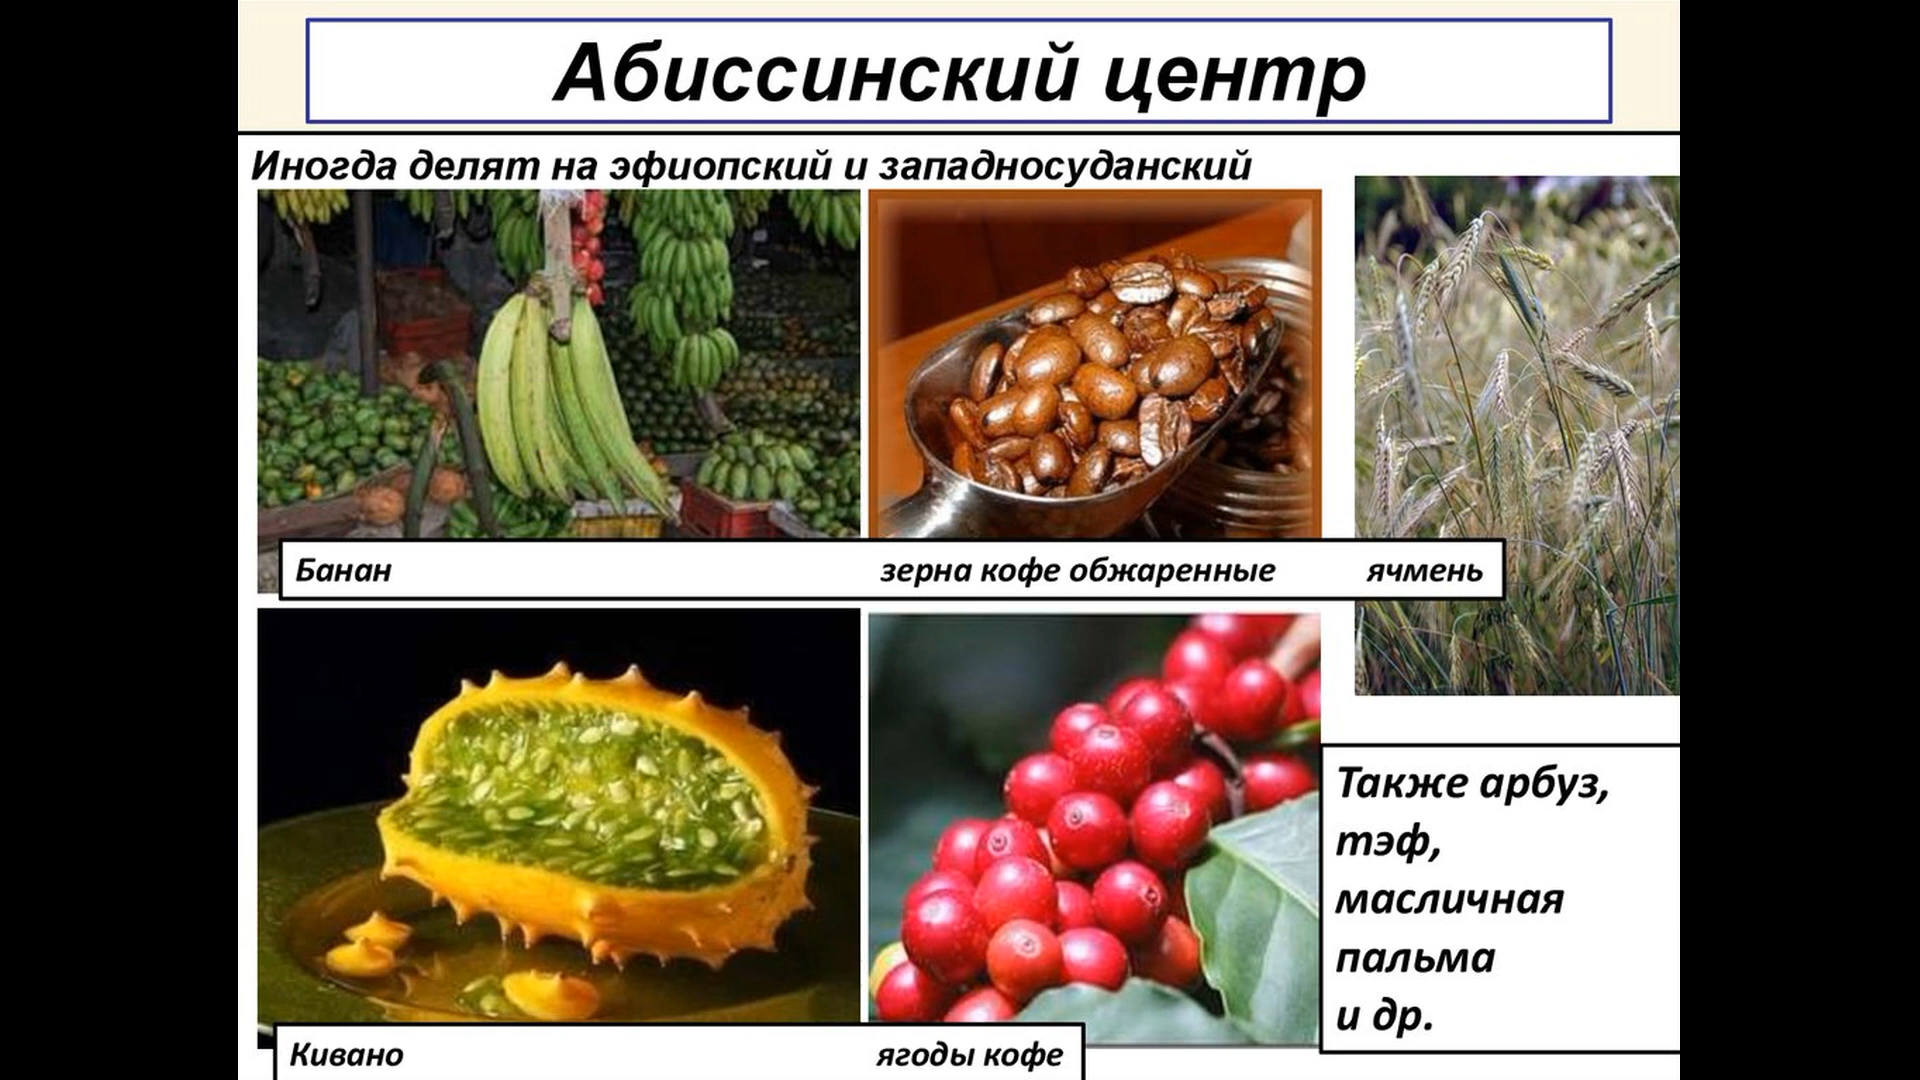 Абиссинский центр
Иногда делят на эфиопский и западносуданский
Банан зерна кофе обжаренные ячмень
Кивано ягоды кофе
Также арбуз,
тэф,
масличная
пальма
и др.